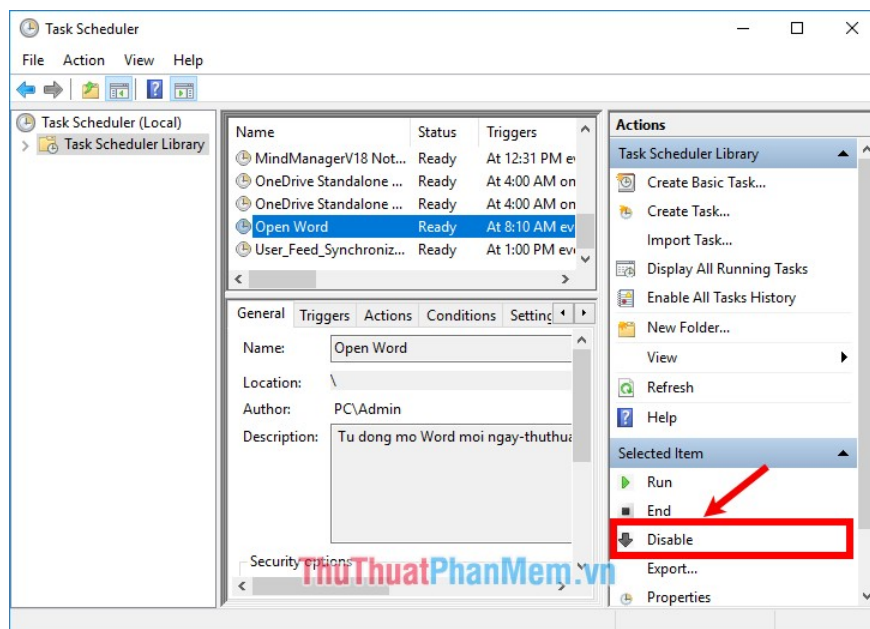 Task Scheduler
File Action View Help
Task Scheduler (Local)
Task Scheduler Library
Name Status Triggers
MindManagerV18 Not... Ready At 12:31 PM ev
OneDrive Standalone ... Ready At 4:00 AM on
OneDrive Standalone ... Ready At 4:00 AM on
Open Word Ready At 8:10 AM ev
User_Feed_Synchroniz... Ready At 1:00 PM ev
General Triggers Actions Conditions Setting
Name: Open Word
Location: \
Author: PC\Admin
Description: Tu dong mo Word moi ngay-thuthua
Security options
Actions
Task Scheduler Library
Create Basic Task...
Create Task...
Import Task...
Display All Running Tasks
Enable All Tasks History
New Folder...
View
Refresh
Help
Selected Item
Run
End
Disable
Export...
Properties
ThuThuatPhanMem.vn